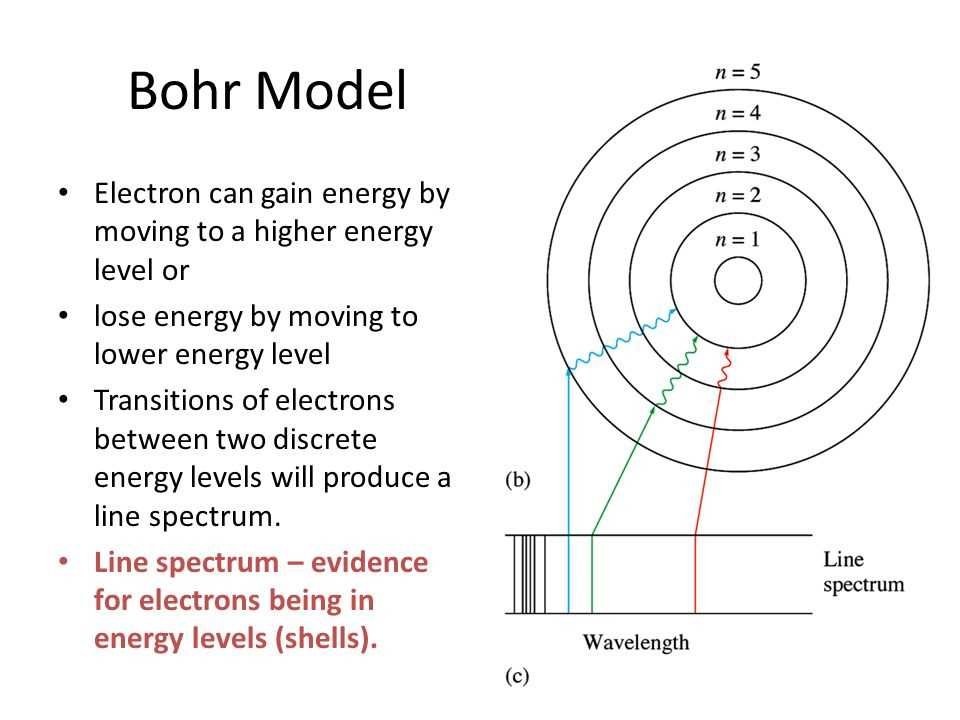 Bohr Model
• Electron can gain energy by
moving to a higher energy
level or
• lose energy by moving to
lower energy level
• Transitions of electrons
between two discrete
energy levels will produce a
line spectrum.
• Line spectrum – evidence
for electrons being in
energy levels (shells).
n = 5
n = 4
n = 3
n = 2
n = 1
(b)
Line
spectrum
Wavelength
(c)